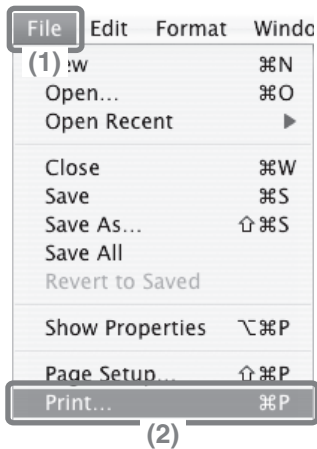 File Edit Format
(1)
⌘N
Open... ⌘O
Open Recent ▶
Close ⌘W
Save ⌘S
Save As... ⇧⌘S
Save All
Revert to Saved
Show Properties ⌥⌘P
Page Setup... ⇧⌘P
Print... ⌘P
(2)